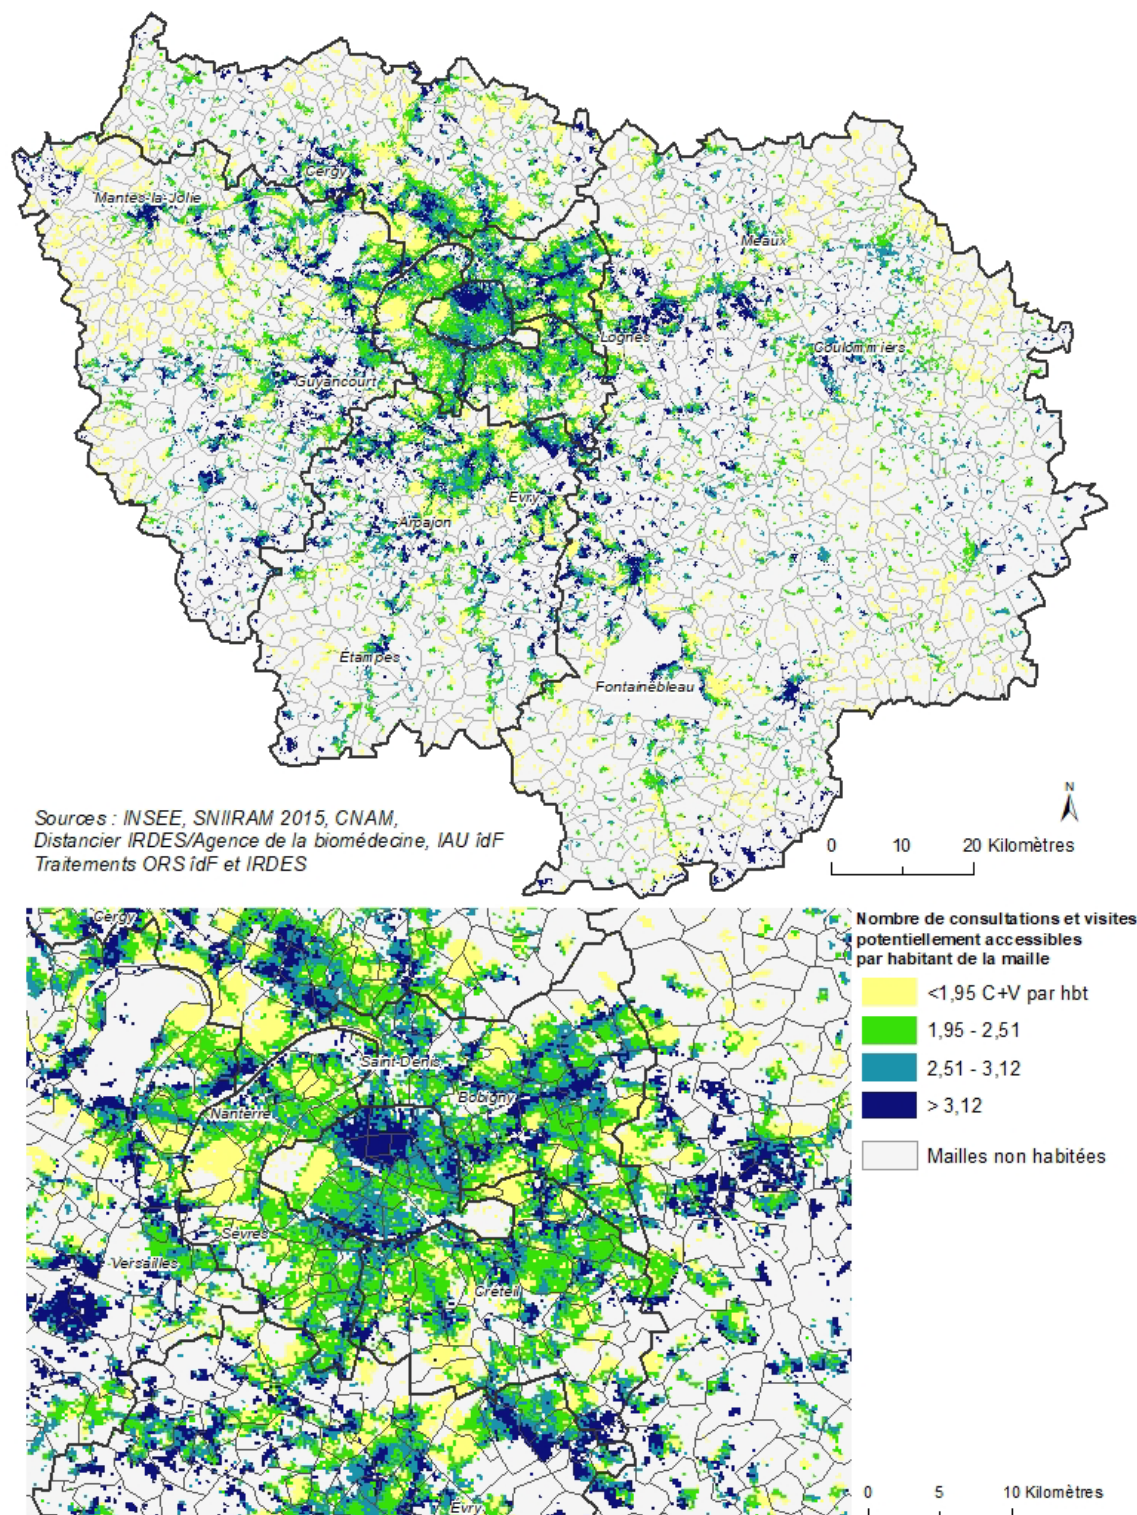 Cergy
Mantes-la-Jolie
Meaux
Lognes
Coulommiers
Guyancourt
Évry
Arpajon
Étampes
Fontainebleau
Sources : INSEE, SNIIRAM 2015, CNAM,
Distancier IRDES/Agence de la biomédecine, IAU îdF
Traitements ORS îdF et IRDES
N
0 10 20 Kilomètres
Cergy
Saint-Denis
Nanterre
Bobigny
Sèvres
Versailles
Créteil
Évry
Nombre de consultations et visites
potentiellement accessibles
par habitant de la maille
<1,95 C+V par hbt
1,95 - 2,51
2,51 - 3,12
> 3,12
Mailles non habitées
0 5 10 Kilomètres